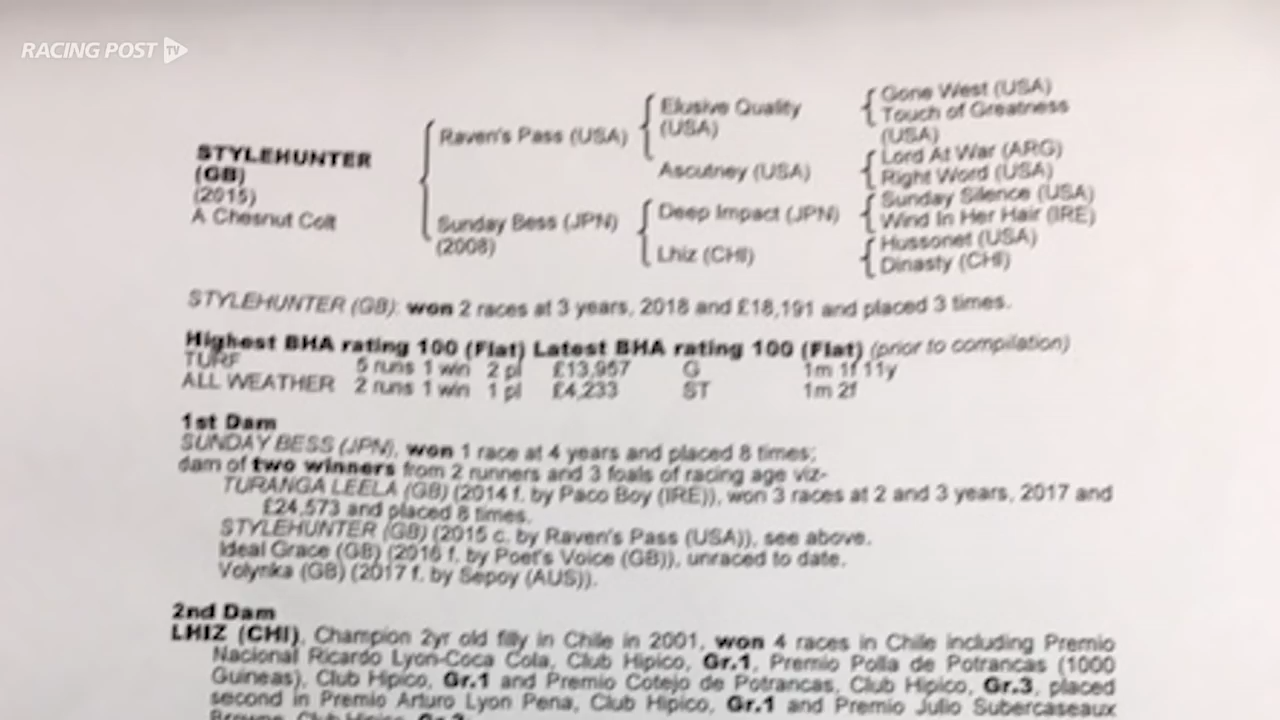 RACING POST TV
STYLEHUNTER
(GB)
(2015)
A Chesnut Colt
Raven's Pass (USA)
Sunday Bess (JPN)
(2008)
Elusive Quality
(USA)
Ascutney (USA)
Deep Impact (JPN)
Lhiz (CHI)
Gone West (USA)
Touch of Greatness
(USA)
Lord At War (ARG)
Right Word (USA)
Sunday Silence (USA)
Wind In Her Hair (IRE)
Hussonet (USA)
Dinasty (CHI)
STYLEHUNTER (GB): won 2 races at 3 years, 2018 and £18,191 and placed 3 times.
Highest BHA rating 100 (Flat) Latest BHA rating 100 (Flat) (prior to compilation)
TURF 5 runs 1 win 2 pl £13,957 G 1m 1f 11y
ALL WEATHER 2 runs 1 win 1 pl £4,233 ST 1m 2f
1st Dam
SUNDAY BESS (JPN), won 1 race at 4 years and placed 8 times;
dam of two winners from 2 runners and 3 foals of racing age viz-
TURANGA LEELA (GB) (2014 f. by Paco Boy (IRE)), won 3 races at 2 and 3 years, 2017 and
£24,573 and placed 8 times.
STYLEHUNTER (GB) (2015 c. by Raven's Pass (USA)), see above.
Ideal Grace (GB) (2016 f. by Poet's Voice (GB)), unraced to date.
Volynka (GB) (2017 f. by Sepoy (AUS)).
2nd Dam
LHIZ (CHI), Champion 2yr old filly in Chile in 2001, won 4 races in Chile including Premio
Nacional Ricardo Lyon-Coca Cola, Club Hipico, Gr.1, Premio Polla de Potrancas (1000
Guineas), Club Hipico, Gr.1 and Premio Cotejo de Potrancas, Club Hipico, Gr.3, placed
second in Premio Arturo Lyon Pena, Club Hipico, Gr.1 and Premio Julio Subercaseaux